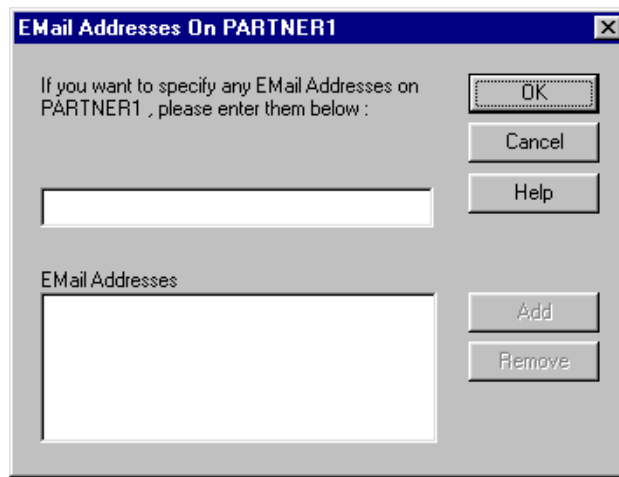 EMail Addresses On PARTNER1
If you want to specify any EMail Addresses on
PARTNER1 , please enter them below :
OK
Cancel
Help
EMail Addresses
Add
Remove